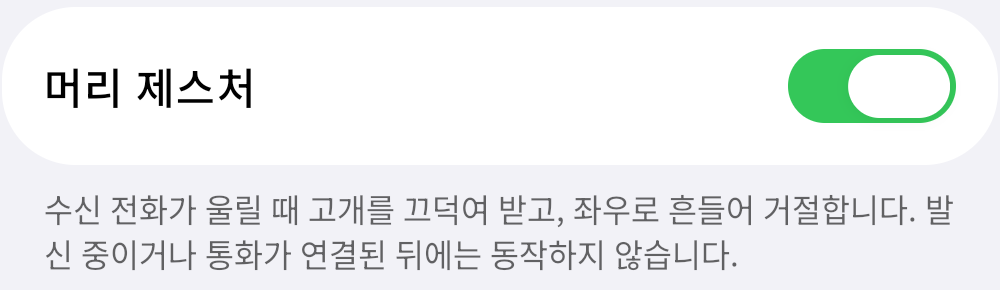 머리 제스처
수신 전화가 울릴 때 고개를 끄덕여 받고, 좌우로 흔들어 거절합니다. 발
신 중이거나 통화가 연결된 뒤에는 동작하지 않습니다.